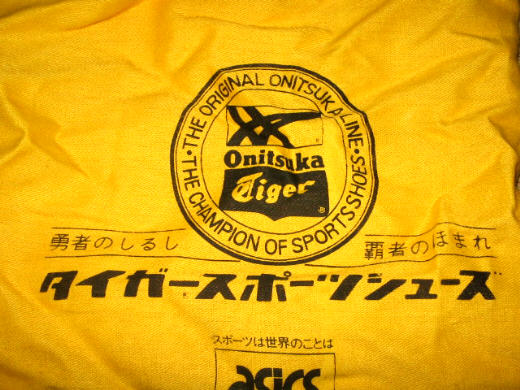 THE ORIGINAL ONITSUKA LINE・
THE CHAMPION OF SPORTS SHOES・
Onitsuka
Tiger
®
勇者のしるし
覇者のほまれ
タイガースポーツシューズ
スポーツは世界のことは
asics